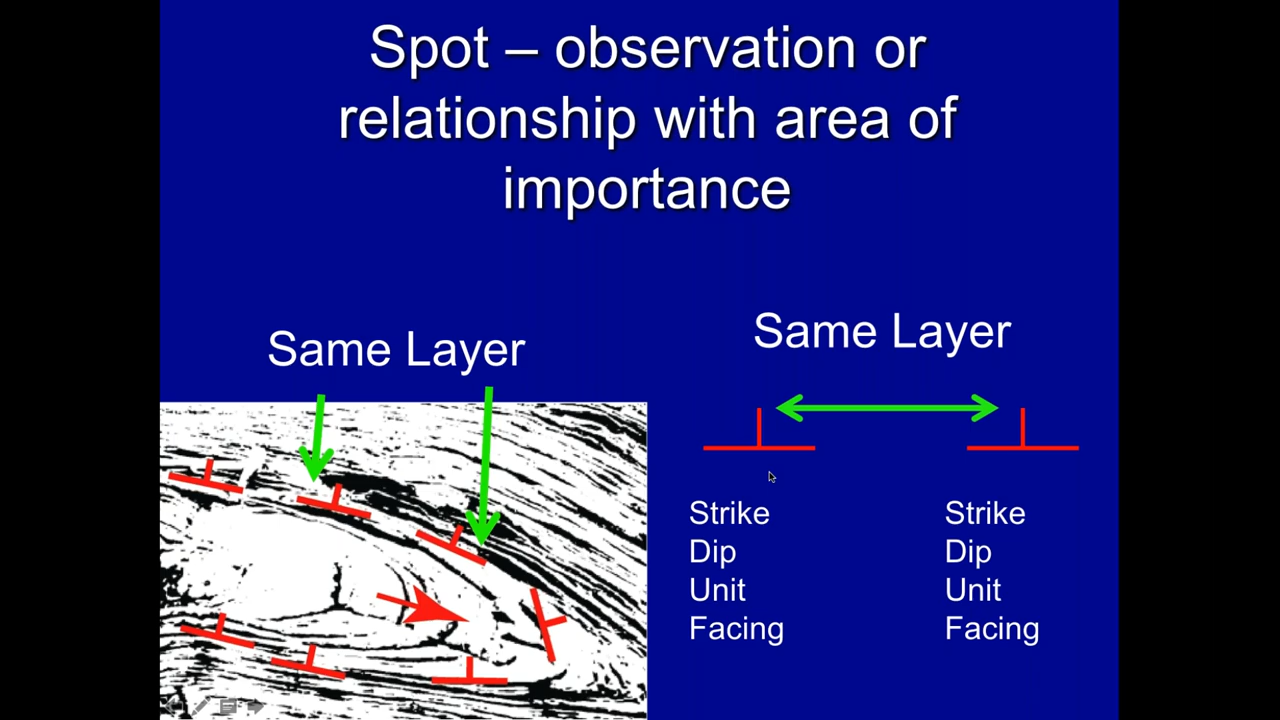 Spot – observation or
relationship with area of
importance
Same Layer
Same Layer
Strike
Dip
Unit
Facing
Strike
Dip
Unit
Facing